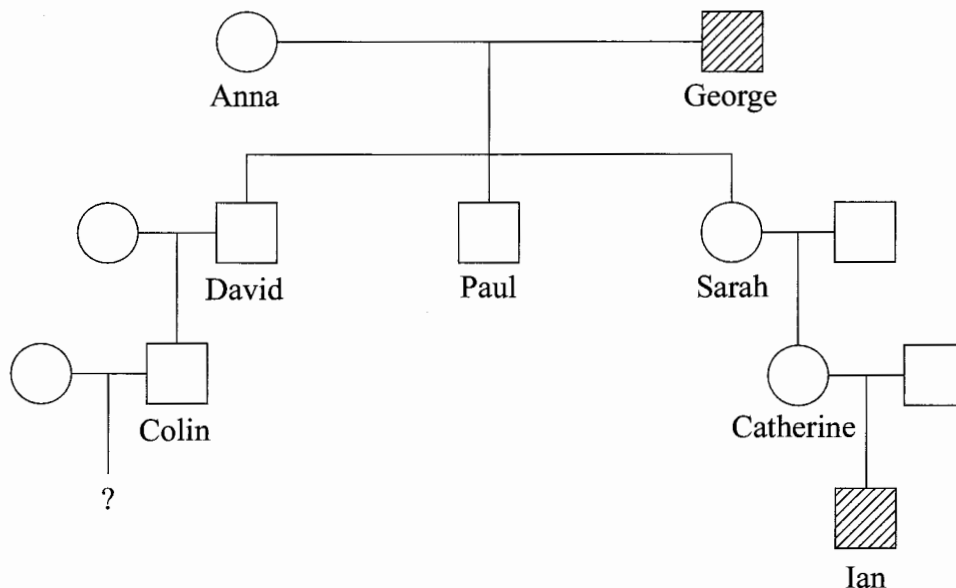 Anna
George
David
Paul
Sarah
Colin
Catherine
?
Ian